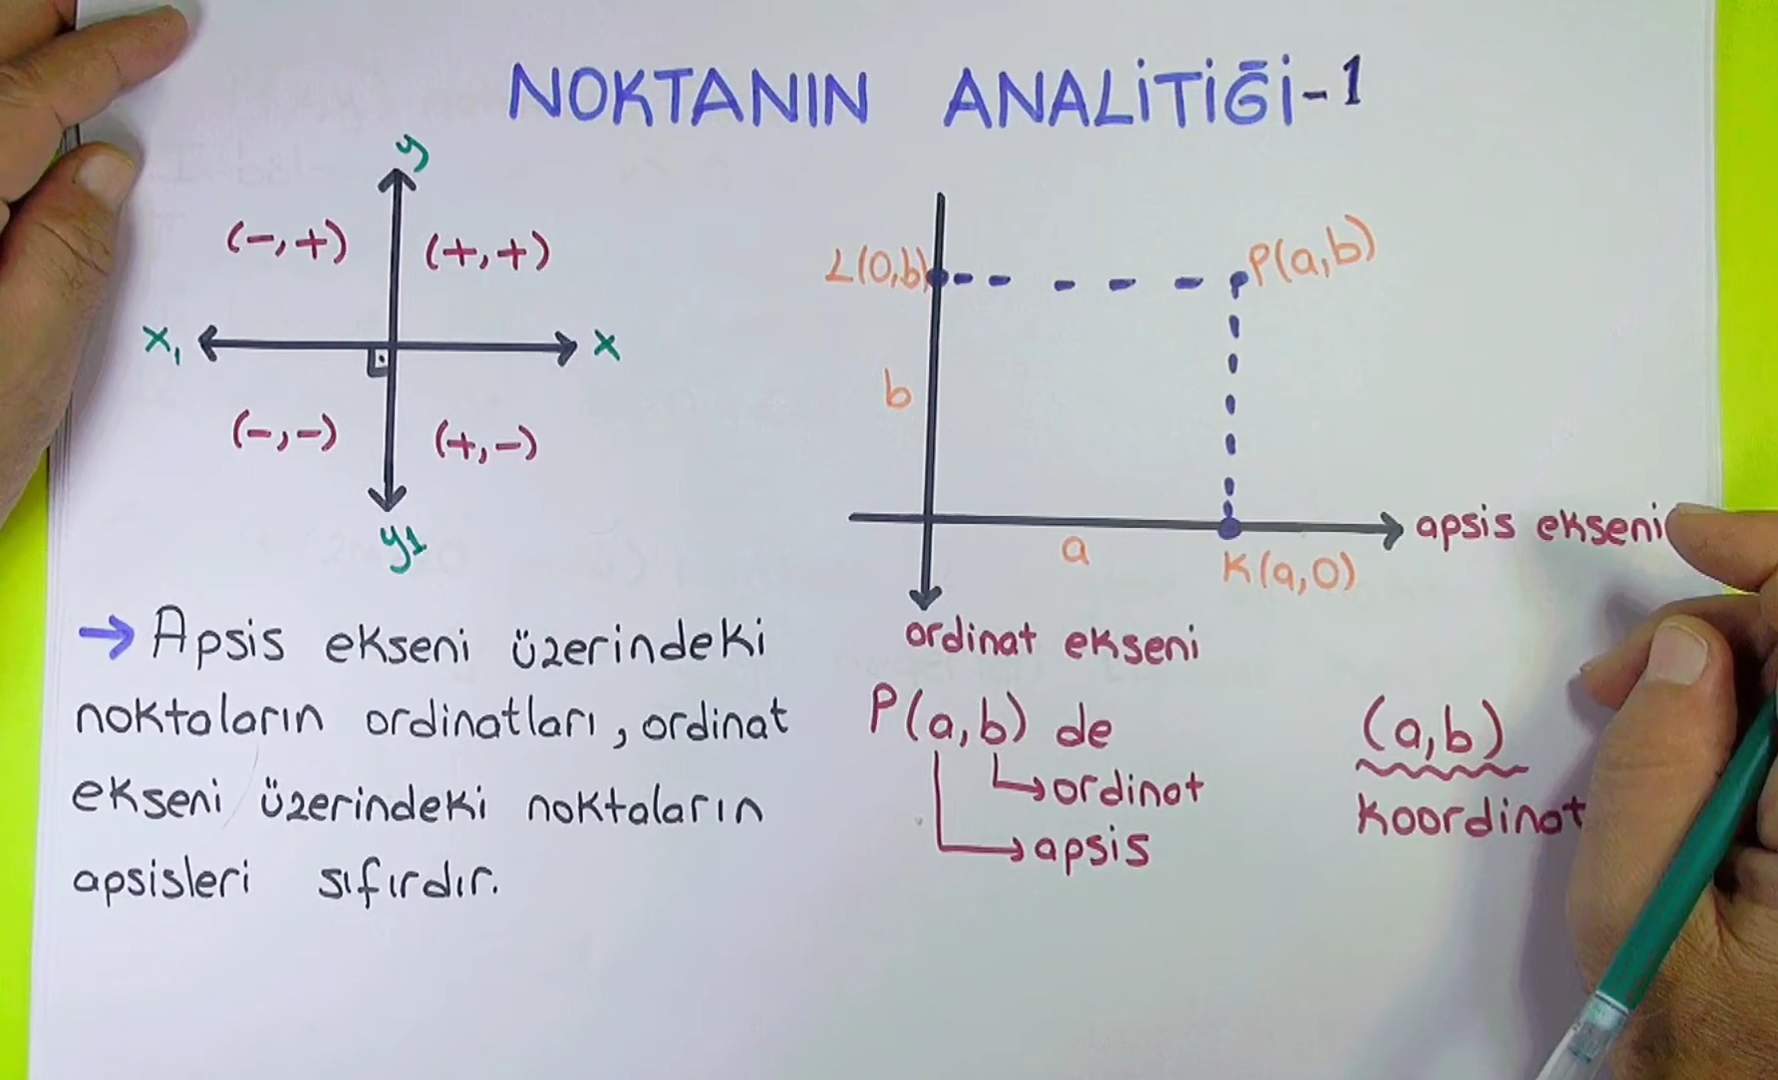 NOKTANIN ANALİTİĞİ-1
y
(-,+)
(+,+)
x₁
x
(-,-)
(+,-)
y1
L(0,b)
P(a,b)
b
a
K(a,0)
apsis ekseni
ordinat ekseni
→ Apsis ekseni üzerindeki
noktaların ordinatları, ordinat
ekseni üzerindeki noktaların
apsisleri sıfırdır.
P(a,b) de
ordinat
apsis
(a,b)
koordinat